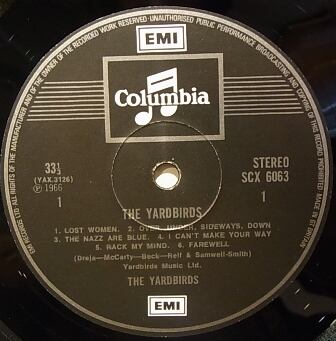 ALL RIGHTS OF THE MANUFACTURER AND OF THE OWNER OF THE RECORDED WORK RESERVED·UNAUTHORISED PUBLIC PERFORMANCE, BROADCASTING AND COPYING OF THIS RECORD PROHIBITED
EMI
Columbia
33⅓
(YAX.3126)
Ⓟ 1966
1
STEREO
SCX 6063
1
THE YARDBIRDS
1. LOST WOMEN. 2. OVER, UNDER, SIDEWAYS, DOWN
3. THE NAZZ ARE BLUE. 4. I CAN'T MAKE YOUR WAY
5. RACK MY MIND. 6. FAREWELL
(Dreja—McCarty—Beck—Relf & Samwell-Smith)
Yardbirds Music Ltd.
THE YARDBIRDS
EMI
EMI RECORDS
MADE IN GT BRITAIN